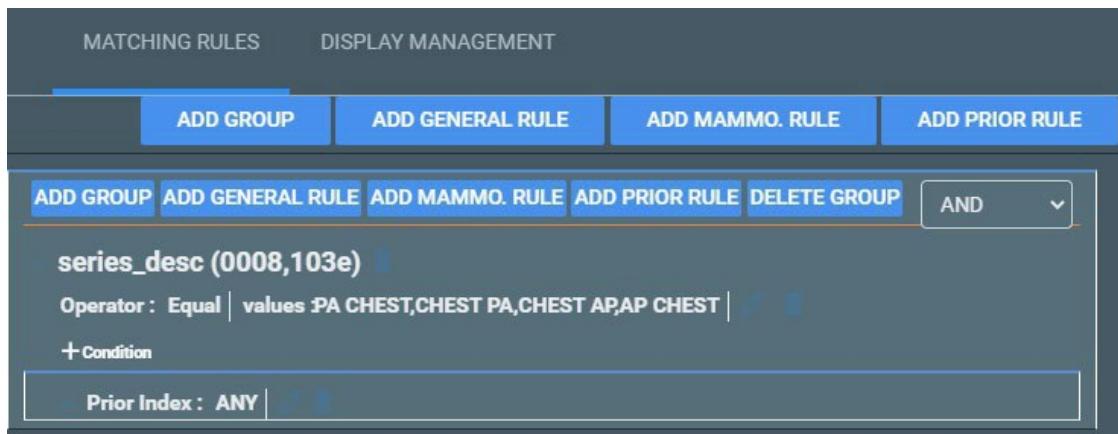 MATCHING RULES DISPLAY MANAGEMENT
ADD GROUP ADD GENERAL RULE ADD MAMMO. RULE ADD PRIOR RULE
ADD GROUP ADD GENERAL RULE ADD MAMMO. RULE ADD PRIOR RULE DELETE GROUP AND
series_desc (0008,103e)
Operator : Equal values :PA CHEST,CHEST PA,CHEST AP,AP CHEST
+ Condition
Prior Index : ANY